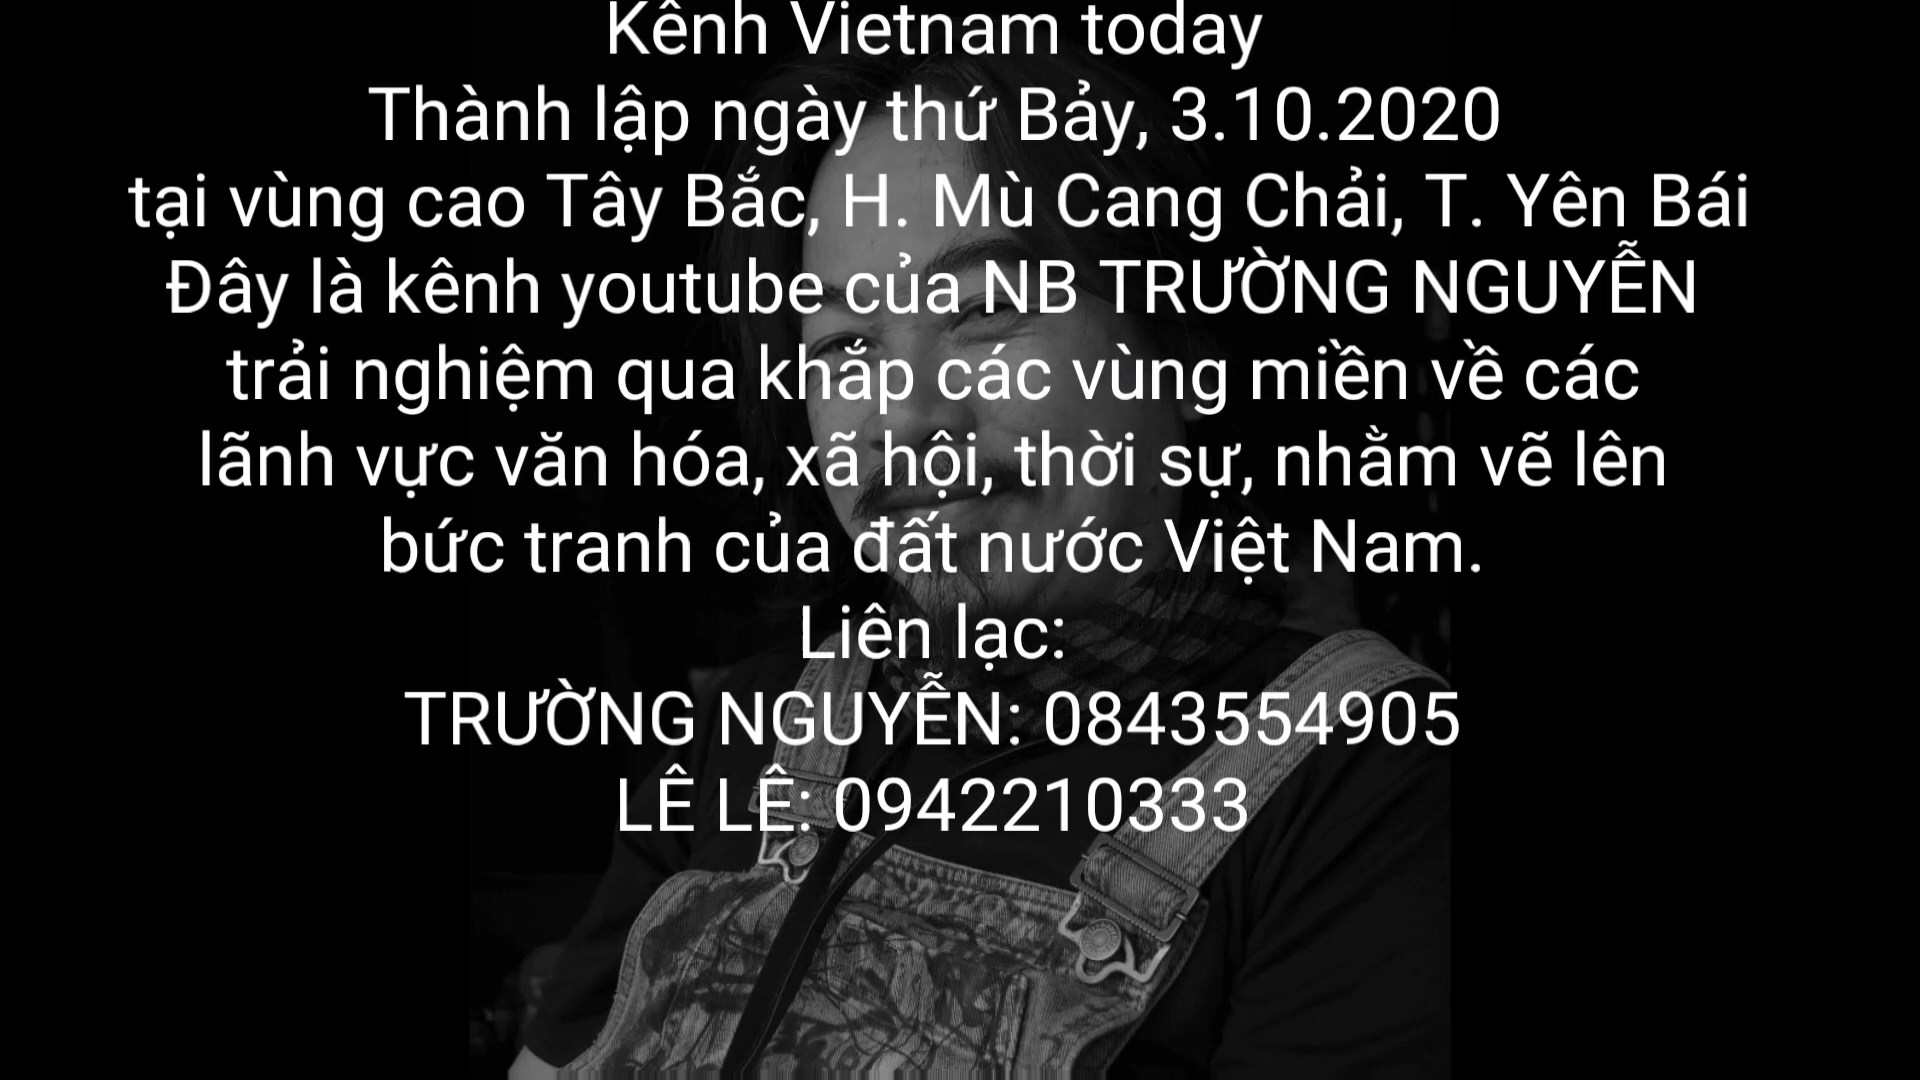 Kênh Vietnam today
Thành lập ngày thứ Bảy, 3.10.2020
tại vùng cao Tây Bắc, H. Mù Cang Chải, T. Yên Bái
Đây là kênh youtube của NB TRƯỜNG NGUYỄN
trải nghiệm qua khắp các vùng miền về các
lãnh vực văn hóa, xã hội, thời sự, nhằm vẽ lên
bức tranh của đất nước Việt Nam.
Liên lạc:
TRƯỜNG NGUYỄN: 0843554905
LÊ LÊ: 0942210333